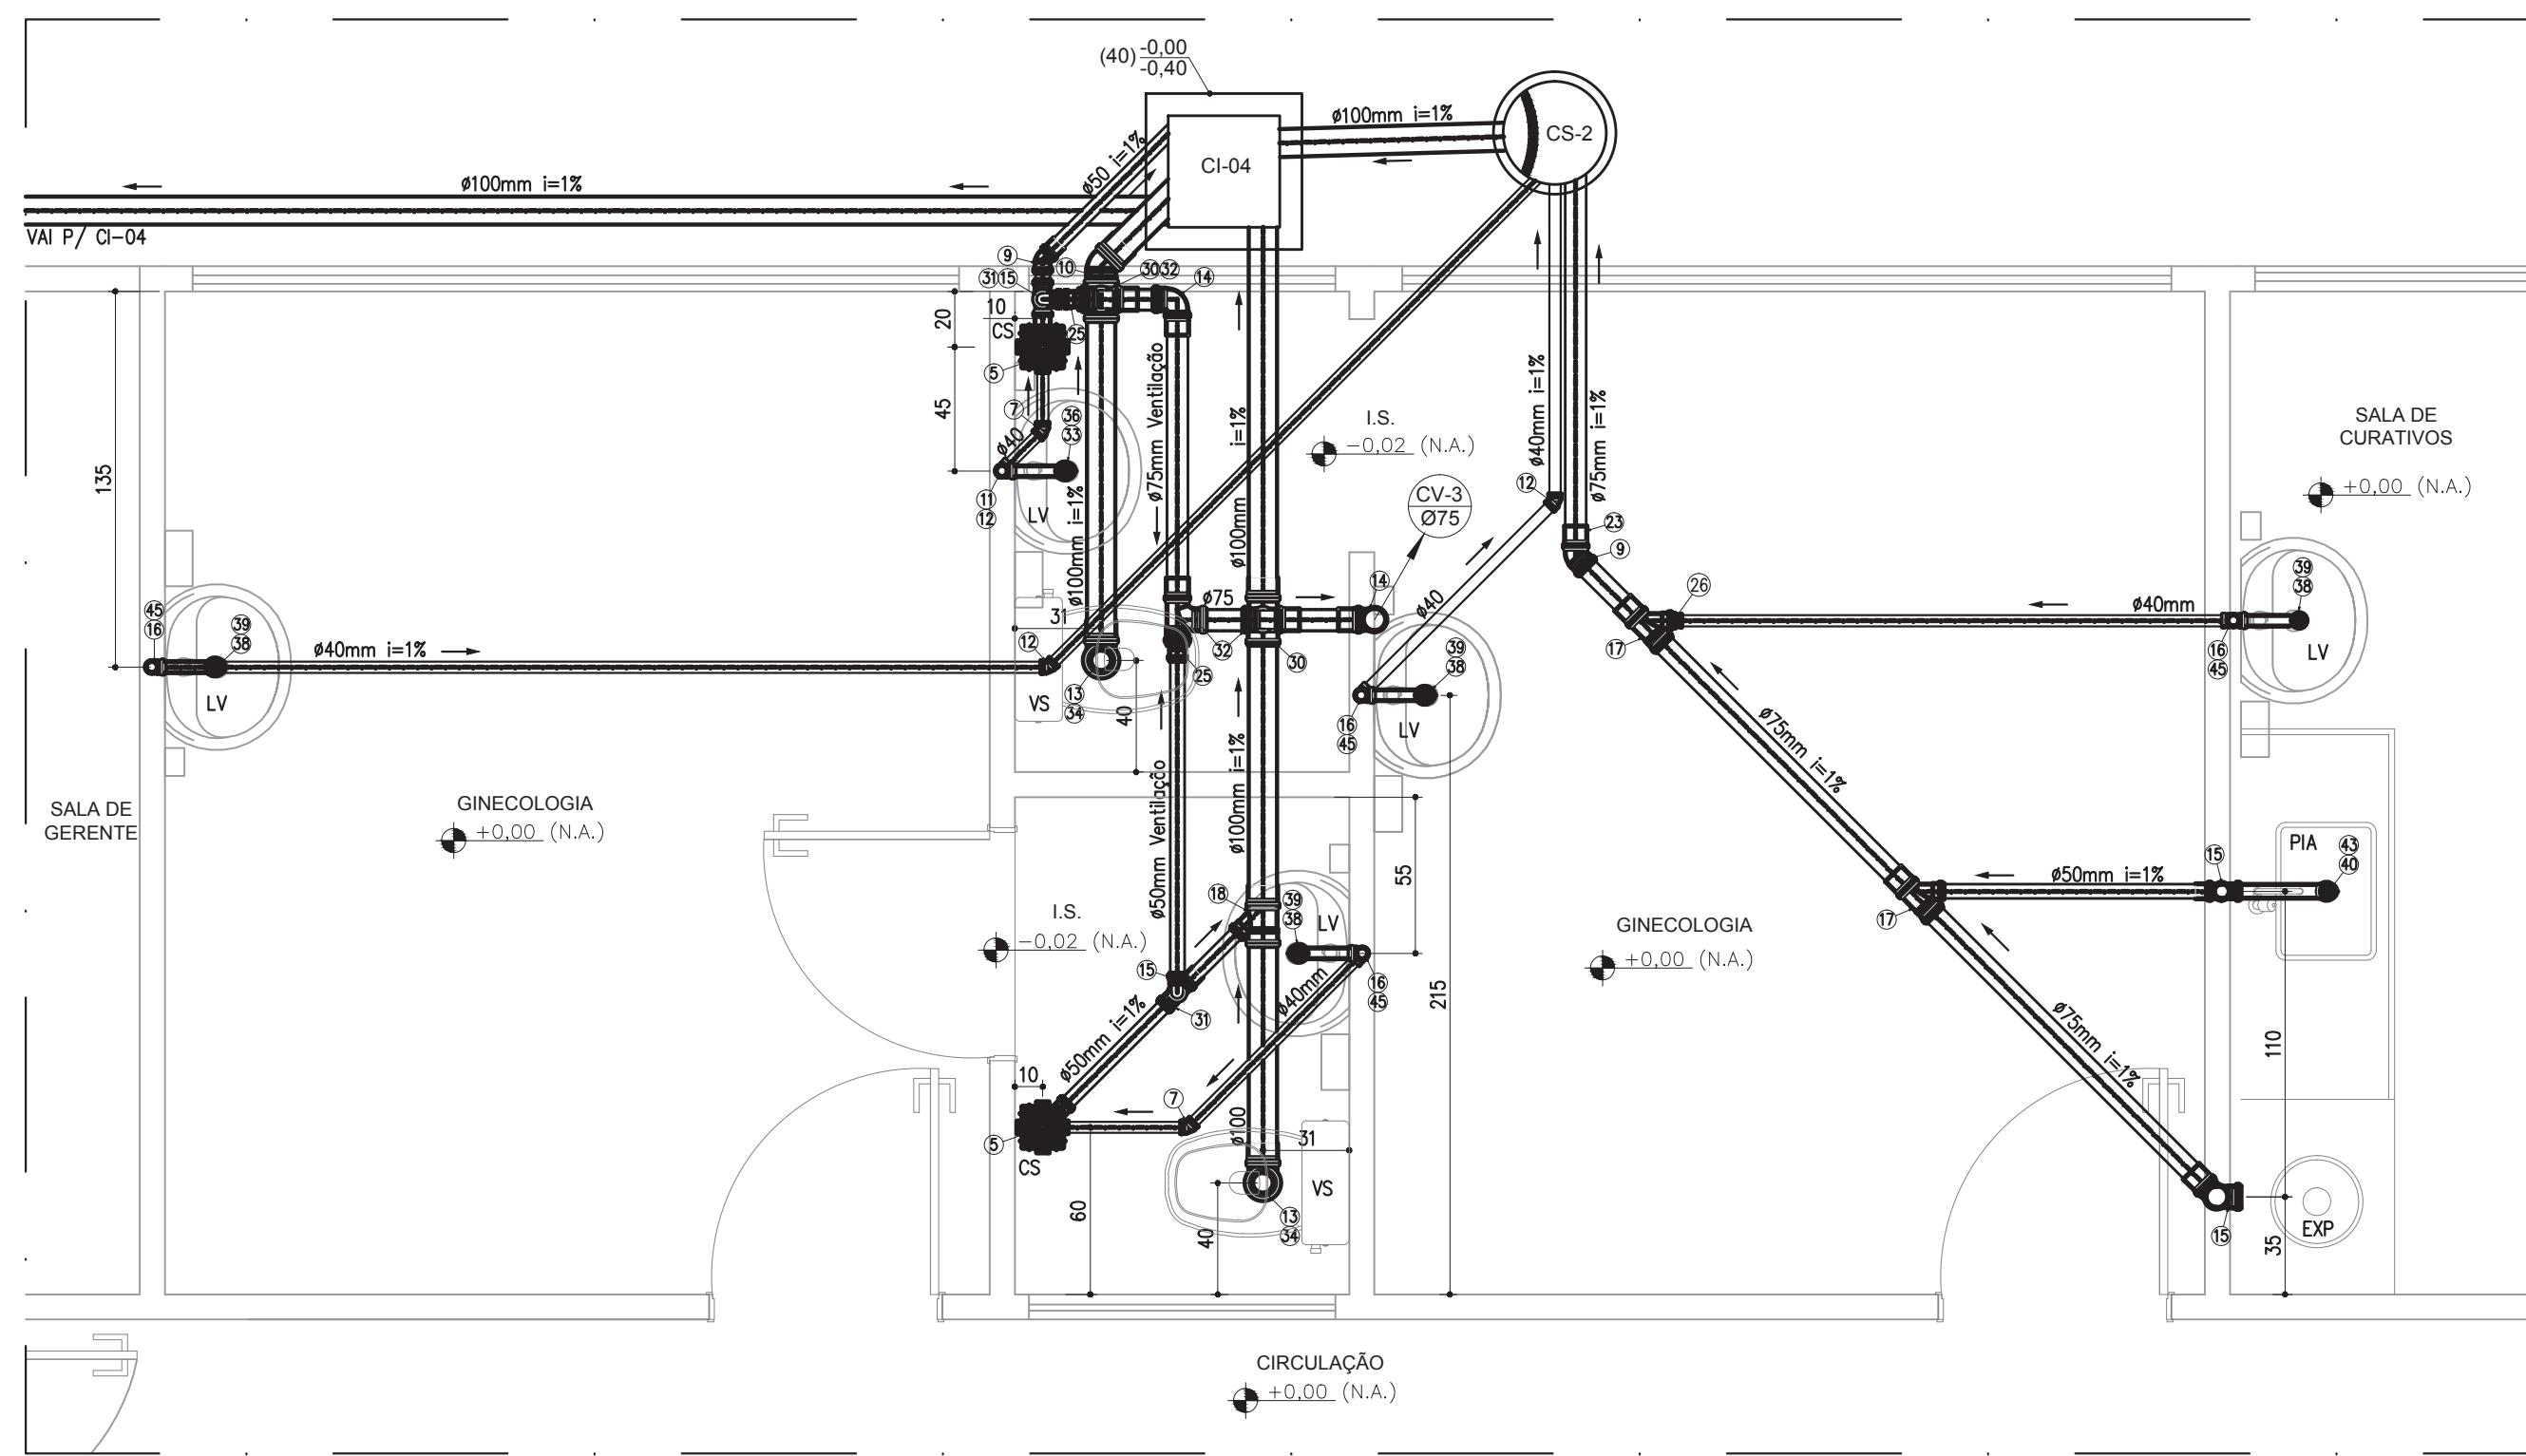 (40) -0,00
-0,40
ø100mm i=1%
CS-2
CI-04
ø50 i=1%
ø100mm i=1%
VAI P/ CI-04
9
31 15
10
30 32
14
10
CS
25
20
5
45
7
36
33
ø40
11
12
LV
135
ø100mm i=1%
ø75mm Ventilação
ø100mm i=1%
I.S.
-0,02 (N.A.)
CV-3
Ø75
ø40mm i=1%
ø75mm i=1%
12
23
9
SALA DE
CURATIVOS
+0,00 (N.A.)
45
16
39
38
ø40mm i=1%
LV
12
31
13
34
VS
40
ø75
32
25
30
14
ø40
39
38
16
45
LV
26
17
ø40mm
39
38
16
45
LV
SALA DE
GERENTE
GINECOLOGIA
+0,00 (N.A.)
ø50mm Ventilação
ø100mm i=1%
ø75mm i=1%
55
PIA
43
40
15
ø50mm i=1%
17
18
39
38
LV
I.S.
-0,02 (N.A.)
15
31
ø50mm i=1%
ø40mm
16
45
215
GINECOLOGIA
+0,00 (N.A.)
ø75mm i=1%
110
10
5
CS
7
ø100
31
VS
60
40
13
34
15
EXP
35
CIRCULAÇÃO
+0,00 (N.A.)